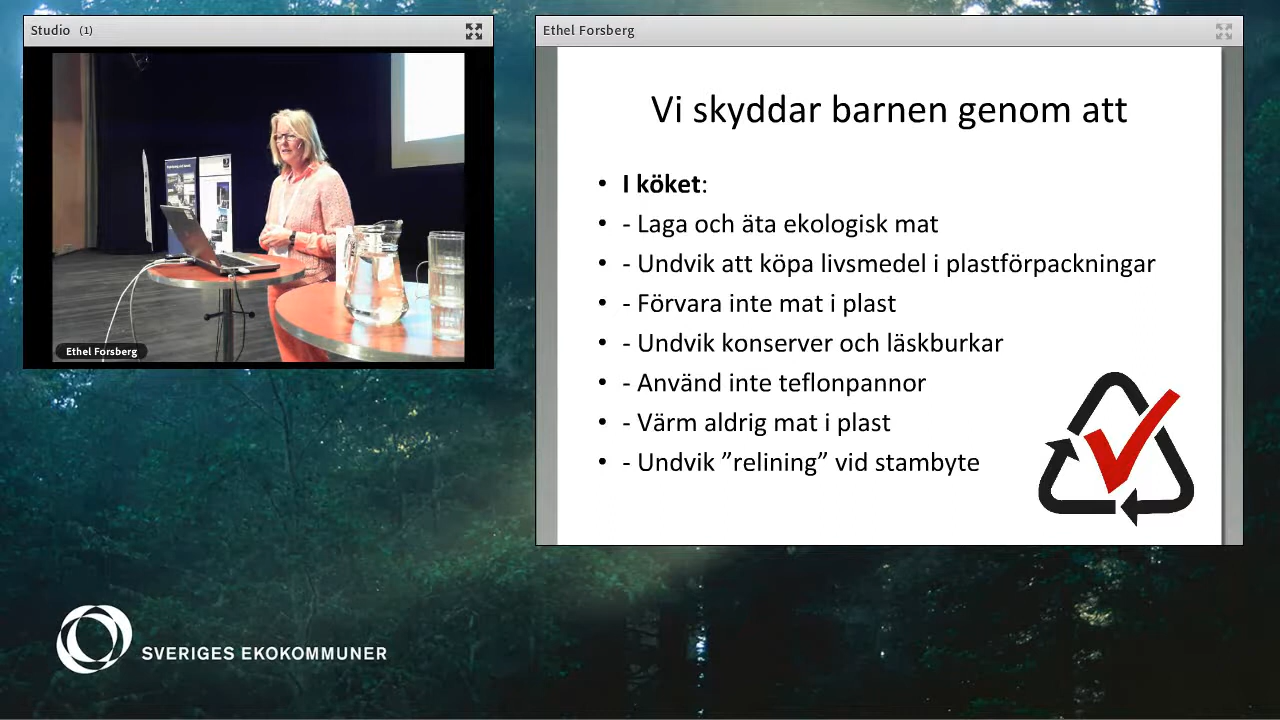 Studio (1)
Ethel Forsberg
Ethel Forsberg
Vi skyddar barnen genom att
• I köket:
• - Laga och äta ekologisk mat
• - Undvik att köpa livsmedel i plastförpackningar
• - Förvara inte mat i plast
• - Undvik konserver och läskburkar
• - Använd inte teflonpannor
• - Värm aldrig mat i plast
• - Undvik ”relining” vid stambyte
SVERIGES EKOKOMMUNER